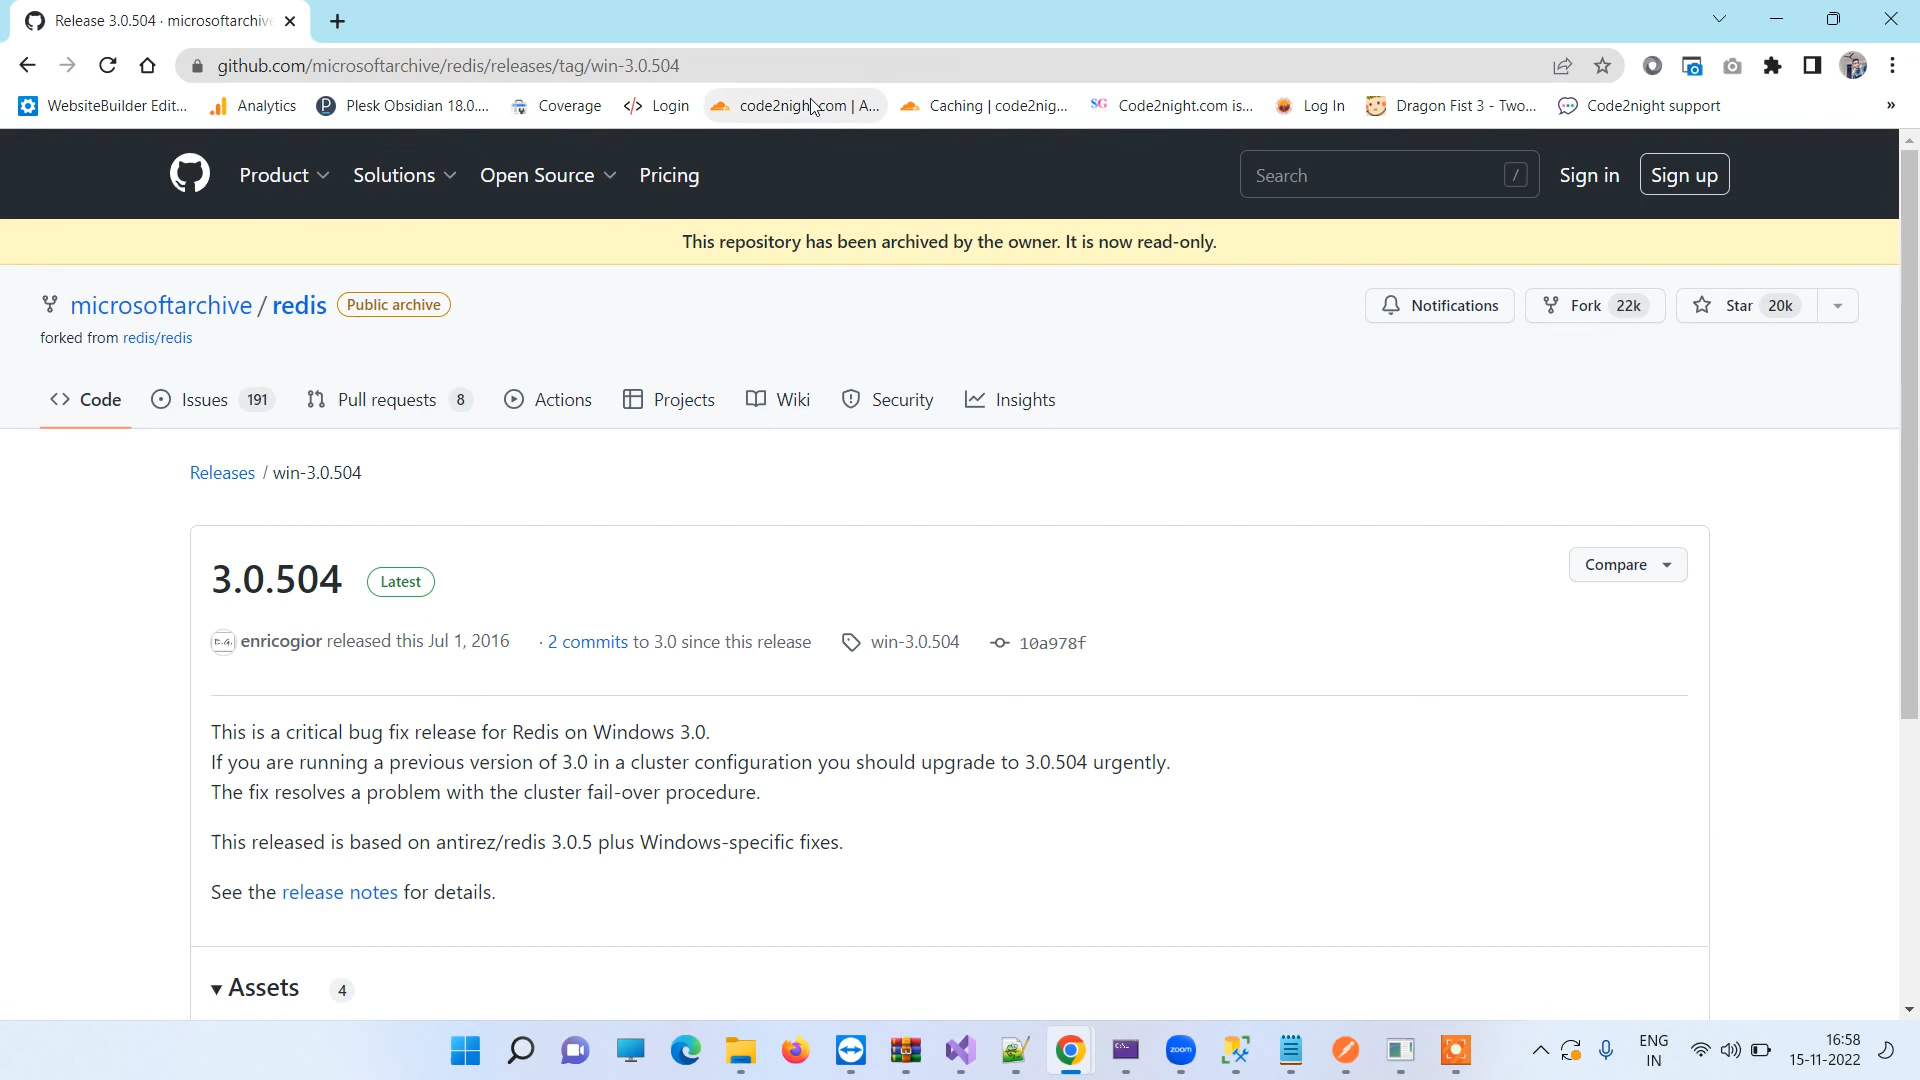 Release 3.0.504 · microsoftarchive
github.com/microsoftarchive/redis/releases/tag/win-3.0.504
WebsiteBuilder Edit... Analytics Plesk Obsidian 18.0.... Coverage Login code2night.com | A... Caching | code2nig... Code2night.com is... Log In Dragon Fist 3 - Two... Code2night support »
Product Solutions Open Source Pricing Search / Sign in Sign up
This repository has been archived by the owner. It is now read-only.
microsoftarchive / redis Public archive Notifications Fork 22k Star 20k
forked from redis/redis
Code Issues 191 Pull requests 8 Actions Projects Wiki Security Insights
Releases / win-3.0.504
3.0.504 Latest Compare
enricogior released this Jul 1, 2016 · 2 commits to 3.0 since this release win-3.0.504 10a978f
This is a critical bug fix release for Redis on Windows 3.0.
If you are running a previous version of 3.0 in a cluster configuration you should upgrade to 3.0.504 urgently.
The fix resolves a problem with the cluster fail-over procedure.
This released is based on antirez/redis 3.0.5 plus Windows-specific fixes.
See the release notes for details.
Assets 4
zoom
ENG
IN
16:58
15-11-2022